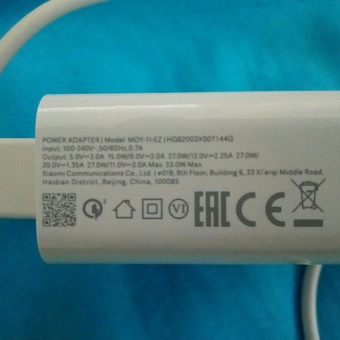 POWER ADAPTER | Model: MDY-11-EZ | HG82003X507 | 44G
Input: 100-240V~,50/60Hz,0.7A
Output: 5.0V⎓3.0A 15.0W/9.0V⎓3.0A 27.0W/12.0V⎓2.25A 27.0W/
20.0V⎓1.35A 27.0W/11.0V⎓3.0A Max 33.0W Max
Xiaomi Communications Co., Ltd. | #019, 9th Floor, Building 6, 33 Xi'erqi Middle Road,
Haidian District ,Beijing, China, 100085
3 VI EAC CE